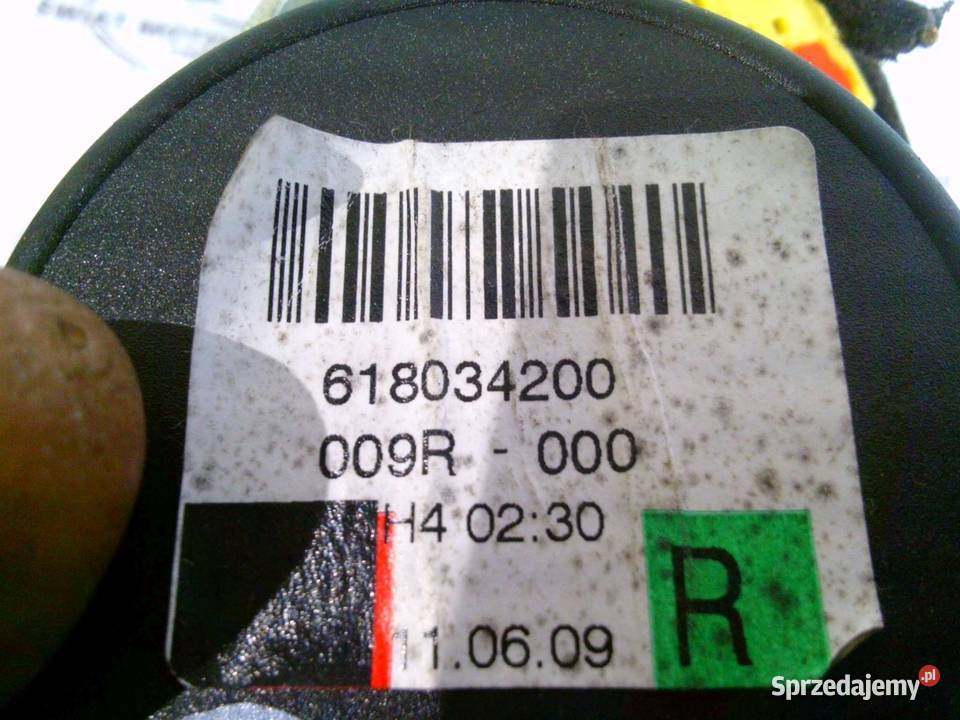 618034200
009R - 000
H4 02:30
11.06.09
R
Sprzedajemy.pl